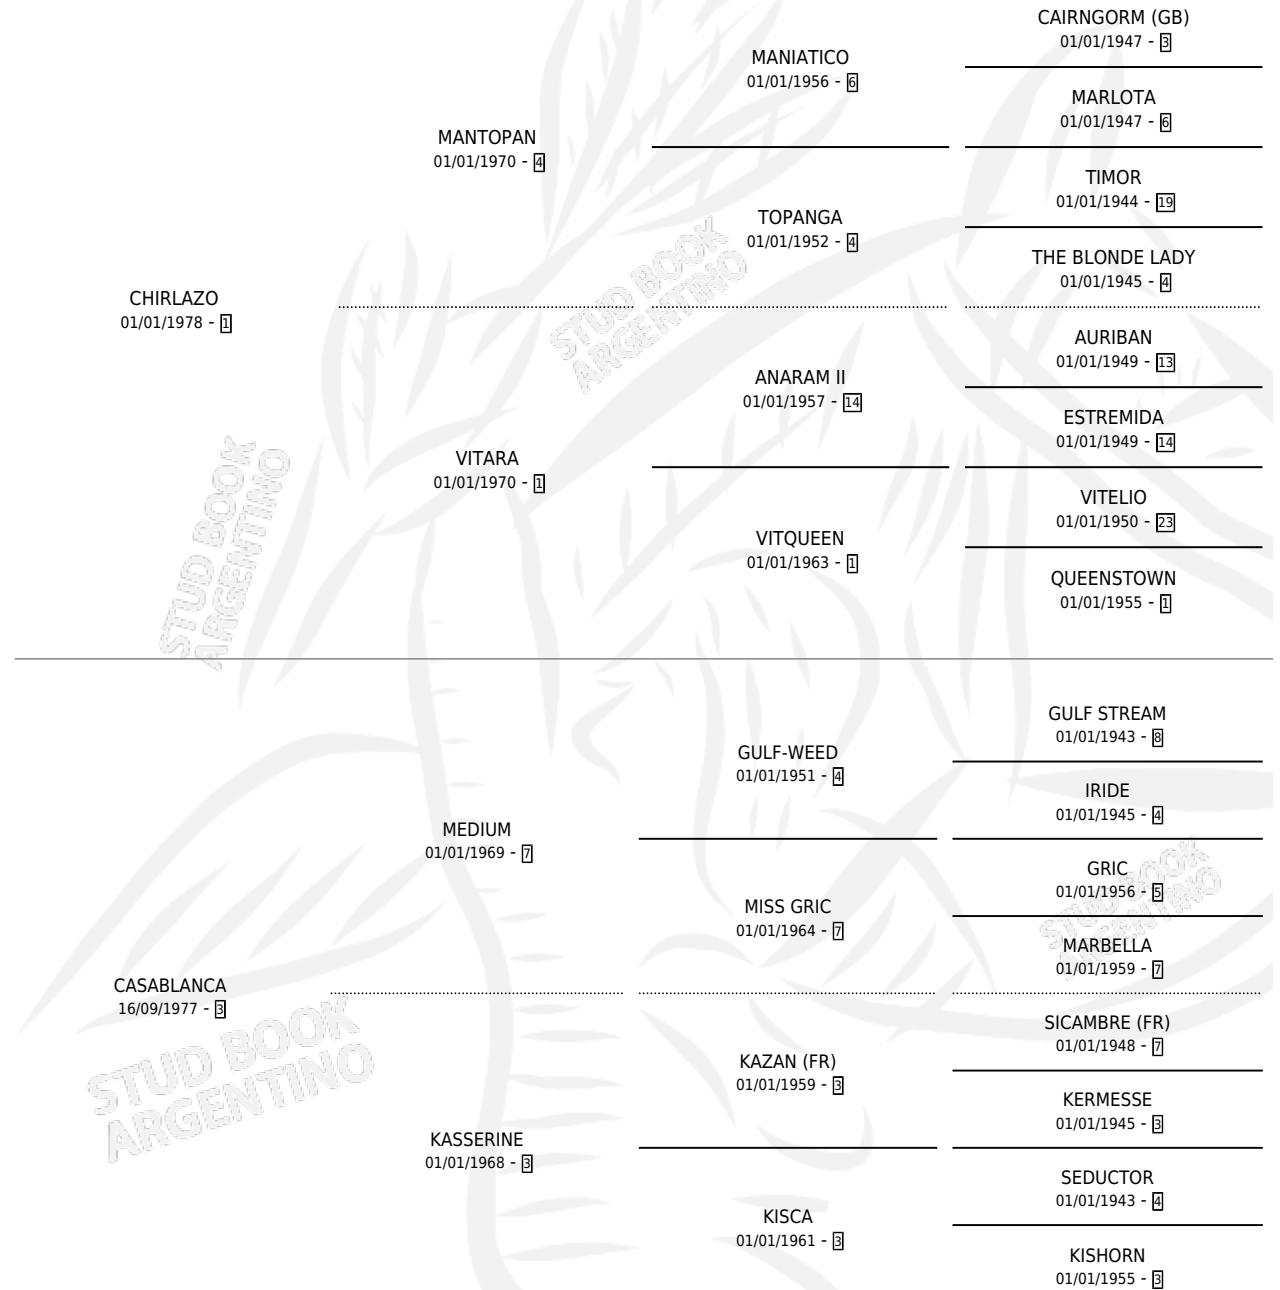 CAIRNGORM (GB)
01/01/1947 - 3
MANIATICO
01/01/1956 - 6
MARLOTA
01/01/1947 - 6
MANTOPAN
01/01/1970 - 4
TIMOR
01/01/1944 - 19
TOPANGA
01/01/1952 - 4
THE BLONDE LADY
01/01/1945 - 4
CHIRLAZO
01/01/1978 - 1
AURIBAN
01/01/1949 - 13
ANARAM II
01/01/1957 - 14
ESTREMIDA
01/01/1949 - 14
VITARA
01/01/1970 - 1
VITELIO
01/01/1950 - 23
VITQUEEN
01/01/1963 - 1
QUEENSTOWN
01/01/1955 - 1
GULF STREAM
01/01/1943 - 8
GULF-WEED
01/01/1951 - 4
IRIDE
01/01/1945 - 4
MEDIUM
01/01/1969 - 7
GRIC
01/01/1956 - 5
MISS GRIC
01/01/1964 - 7
MARBELLA
01/01/1959 - 7
CASABLANCA
16/09/1977 - 3
SICAMBRE (FR)
01/01/1948 - 7
KAZAN (FR)
01/01/1959 - 3
KERMESSE
01/01/1945 - 3
KASSERINE
01/01/1968 - 3
SEDUCTOR
01/01/1943 - 4
KISCA
01/01/1961 - 3
KISHORN
01/01/1955 - 3
STUD BOOK
ARGENTINO
STUD BOOK
ARGENTINO
STUD BOOK
ARGENTINO
STUD BOOK
ARGENTINO